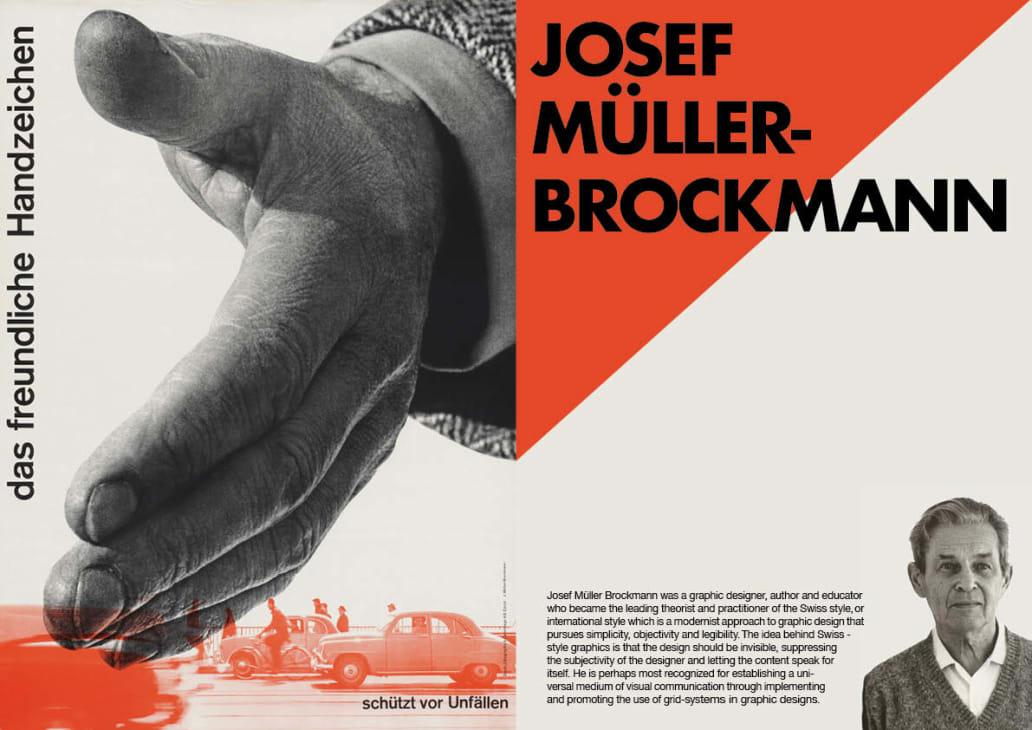 das freundliche Handzeichen
schützt vor Unfällen
JOSEF
MÜLLER-
BROCKMANN
Josef Müller Brockmann was a graphic designer, author and educator
who became the leading theorist and practitioner of the Swiss style, or
international style which is a modernist approach to graphic design that
pursues simplicity, objectivity and legibility. The idea behind Swiss -
style graphics is that the design should be invisible, suppressing
the subjectivity of the designer and letting the content speak for
itself. He is perhaps most recognized for establishing a uni-
versal medium of visual communication through implementing
and promoting the use of grid-systems in graphic designs.